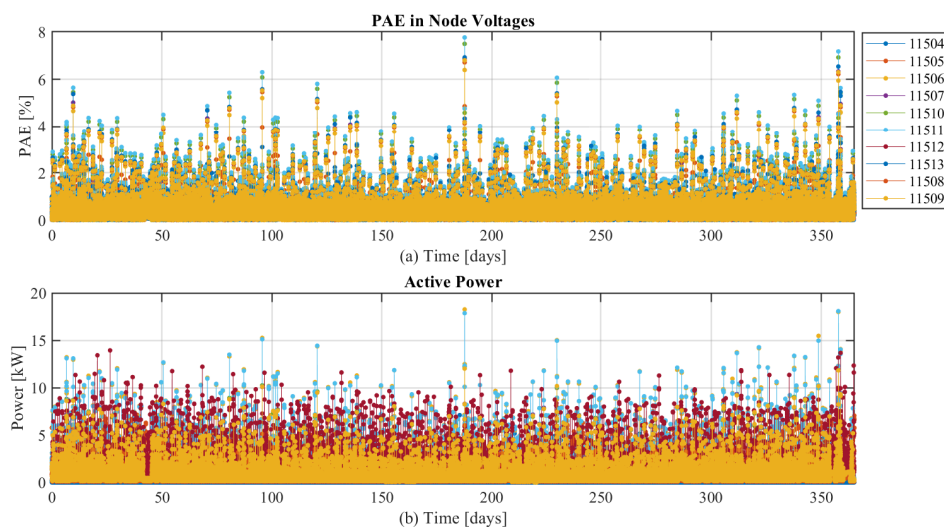 PAE in Node Voltages
PAE [%]
8
6
4
2
0
0 50 100 150 200 250 300 350
(a) Time [days]
11504
11505
11506
11507
11510
11511
11512
11513
11508
11509
Active Power
Power [kW]
20
15
10
5
0
0 50 100 150 200 250 300 350
(b) Time [days]